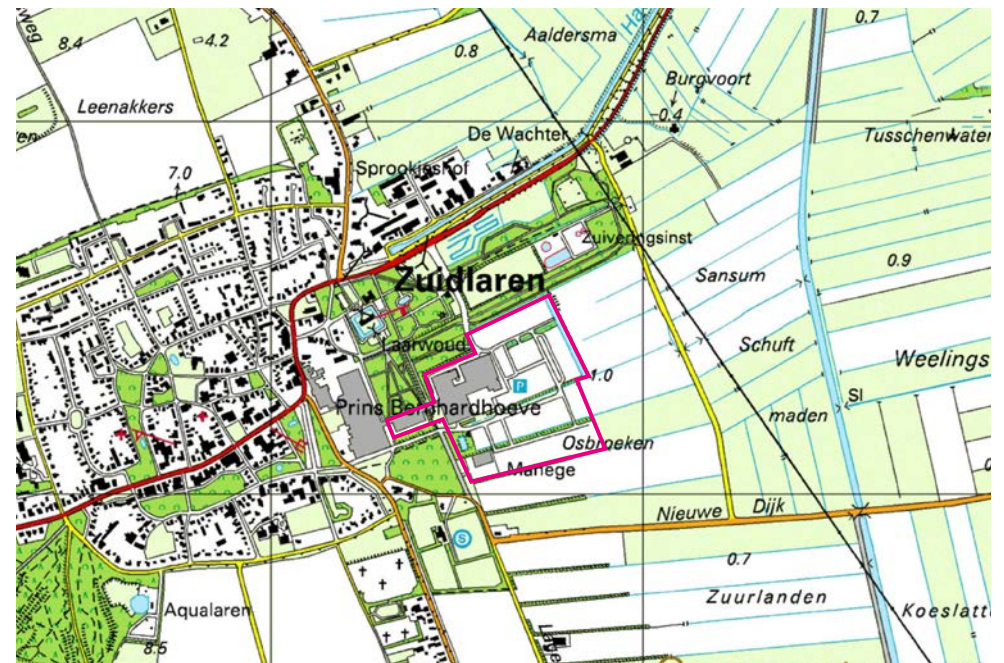 8.4
4.2
0.7
Aaldersma
0.8
Burgvoort
Leenakkers
-0.4
De Wachter
Tusschenwater
Sprookjeshof
7.0
Zuiveringsinst
0.9
Zuidlaren
Sansum
Laarwoud
Schuft
Weelings
P
1.0
Prins Bernhardhoeve
SI
maden
Osbroeken
Manege
Nieuwe Dijk
S
0.7
Zuurlanden
Aqualaren
Koeslatt
8.5